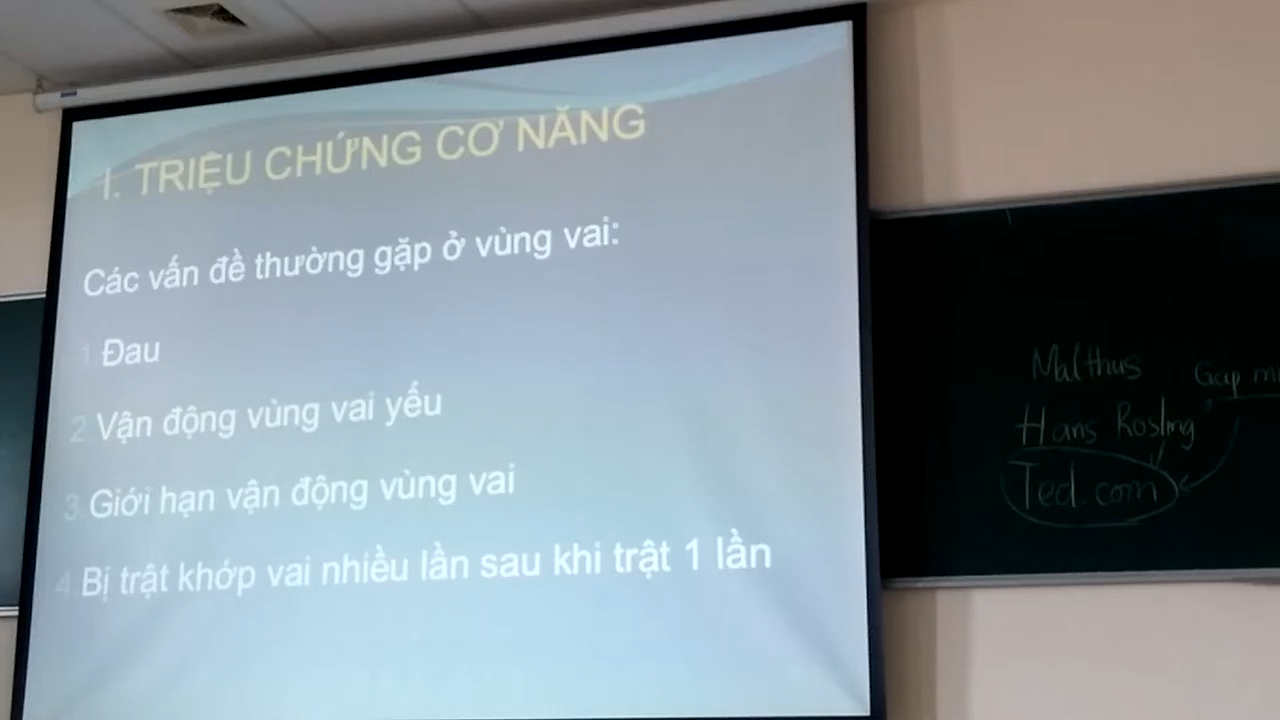 I. TRIỆU CHỨNG CƠ NĂNG
Các vấn đề thường gặp ở vùng vai:
1 Đau
2 Vận động vùng vai yếu
3 Giới hạn vận động vùng vai
4 Bị trật khớp vai nhiều lần sau khi trật 1 lần
Malthus
Gap
Hans Rosling
Ted.com